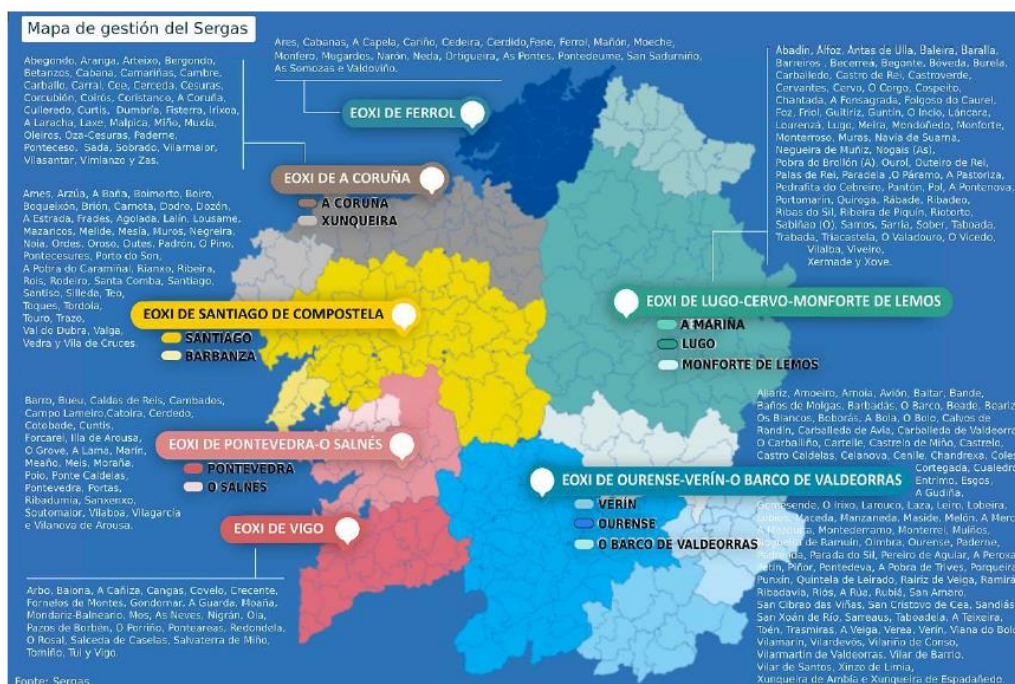 Mapa de gestión del Sergas
Abegondo, Aranga, Arteixo, Bergondo,
Betanzos, Cabana, Camariñas, Cambre,
Carballo, Carral, Cee, Cerceda, Cesuras,
Corcubión, Coirós, Coristanco, A Coruña,
Culleredo, Curtis, Dumbría, Fisterra, Irixoa,
A Laracha, Laxe, Malpica, Miño, Muxía,
Oleiros, Oza-Cesuras, Paderne,
Ponteceso, Sada, Sobrado, Vilarmaior,
Vilasantar, Vimianzo y Zas.
Ares, Cabanas, A Capela, Cariño, Cedeira, Cerdido,Fene, Ferrol, Mañón, Moeche,
Monfero, Mugardos, Narón, Neda, Ortigueira, As Pontes, Pontedeume, San Sadurniño,
As Somozas y Valdoviño.
Abadín, Alfoz, Antas de Ulla, Baleira, Baralla,
Barreiros, Becerreá, Begonte, Bóveda, Burela,
Carballedo, Castro de Rei, Castroverde,
Cervantes, Cervo, O Corgo, Cospeito,
Chantada, A Fonsagrada, Folgoso do Caurel,
Foz, Friol, Guitiriz, Guntín, O Incio, Láncara,
Lourenzá, Lugo, Meira, Mondoñedo, Monforte,
Monterroso, Muras, Navia de Suarna,
Negueira de Muñiz, Nogais (As),
Pobra do Brollón (A), Ourol, Outeiro de Rei,
Palas de Rei, Paradela ,O Páramo, A Pastoriza,
Pedrafita do Cebreiro, Pantón, Pol, A Pontenova,
Portomarín, Quiroga, Rábade, Ribadeo,
Ribas do Sil, Ribeira de Piquín, Riotorto,
Sabiñao (O), Samos, Sarria, Sober, Taboada,
Trabada, Triacastela, O Valadouro, O Vicedo,
Vilalba, Viveiro,
Xermade y Xove.
EOXI DE FERROL
EOXI DE A CORUÑA
A CORUÑA
XUNQUEIRA
Ames, Arzúa, A Baña, Boimorto, Boiro,
Boqueixón, Brión, Carnota, Dodro, Dozón,
A Estrada, Frades, Agolada, Lalín, Lousame,
Mazaricos, Melide, Mesía, Muros, Negreira,
Noia, Ordes, Oroso, Outes, Padrón, O Pino,
Pontecesures, Porto do Son,
A Pobra do Caramiñal, Rianxo, Ribeira,
Rois, Rodeiro, Santa Comba, Santiago,
Santiso, Silleda, Teo,
Toques, Tordoia,
Touro, Trazo,
Val do Dubra, Valga,
Vedra y Vila de Cruces.
EOXI DE SANTIAGO DE COMPOSTELA
SANTIAGO
BARBANZA
EOXI DE LUGO-CERVO-MONFORTE DE LEMOS
A MARIÑA
LUGO
MONFORTE DE LEMOS
Barro, Bueu, Caldas de Reis, Cambados,
Campo Lameiro,Catoira, Cerdedo,
Cotobade, Cuntis,
Forcarei, Illa de Arousa,
O Grove, A Lama, Marín,
Meaño, Meis, Moraña,
Poio, Ponte Caldelas,
Pontevedra, Portas,
Ribadumia, Sanxenxo,
Soutomaior, Vilaboa, Vilagarcía
e Vilanova de Arousa.
EOXI DE PONTEVEDRA-O SALNÉS
PONTEVEDRA
O SALNÉS
EOXI DE VIGO
Arbo, Baiona, A Cañiza, Cangas, Covelo, Crecente,
Fornelos de Montes, Gondomar, A Guarda, Moaña,
Mondariz-Balneario, Mos, As Neves, Nigrán, Oia,
Pazos de Borbén, O Porriño, Ponteareas, Redondela,
O Rosal, Salceda de Caselas, Salvaterra de Miño,
Tomiño, Tui y Vigo.
EOXI DE OURENSE-VERÍN-O BARCO DE VALDEORRAS
VERÍN
OURENSE
O BARCO DE VALDEORRAS
Allariz, Amoeiro, Arnoia, Avión, Baltar, Bande,
Baños de Molgas, Barbadás, O Barco, Beade, Beariz,
Os Blancos, Boborás, A Bola, O Bolo, Calvos de
Randín, Carballeda de Avia, Carballeda de Valdeorras
O Carballiño, Cartelle, Castrelo de Miño, Castrelo,
Castro Caldelas, Celanova, Cenlle, Chandrexa, Coles
Cortegada, Cualedro
Entrimo, Esgos,
A Gudiña,
Gomesende, O Irixo, Larouco, Laza, Leiro, Lobeira,
Lobios, Maceda, Manzaneda, Maside, Melón, A Merca
A Mezquita, Montederramo, Monterrei, Muíños,
Nogueira de Ramuín, Oímbra, Ourense, Paderne,
Padrenda, Parada do Sil, Pereiro de Aguiar, A Peroxa
Petín, Piñor, Pontedeva, A Pobra de Trives, Porqueira
Punxín, Quintela de Leirado, Rairiz de Veiga, Ramirá
Ribadavia, Riós, A Rúa, Rubiá, San Amaro,
San Cibrao das Viñas, San Cristovo de Cea, Sandiás
San Xoán de Río, Sarreaus, Taboadela, A Teixeira,
Toén, Trasmiras, A Veiga, Verea, Verín, Viana do Bolo
Vilamarín, Vilardevós, Vilariño de Conso,
Vilamartín de Valdeorras, Vilar de Barrio,
Vilar de Santos, Xinzo de Limia,
Xunqueira de Ambía e Xunqueira de Espadañedo.
Fonte: Sergas